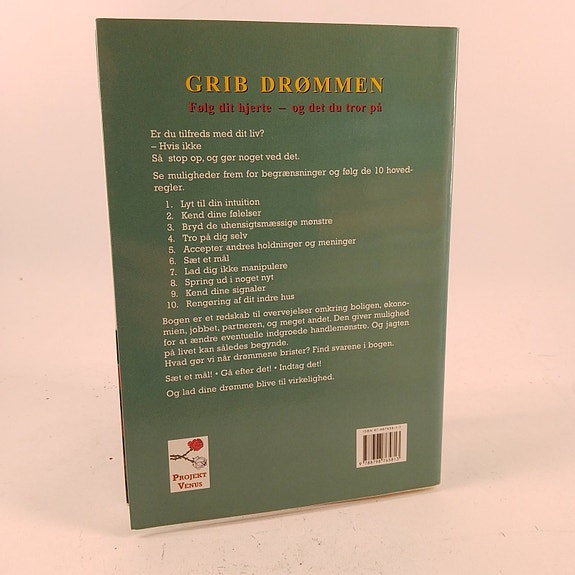 GRIB DRØMMEN
Følg dit hjerte – og det du tror på
Er du tilfreds med dit liv?
– Hvis ikke
Så stop op, og gør noget ved det.
Se muligheder frem for begrænsninger og følg de 10 hoved-
regler.
1. Lyt til din intuition
2. Kend dine følelser
3. Bryd de uhensigtsmæssige mønstre
4. Tro på dig selv
5. Accepter andres holdninger og meninger
6. Sæt et mål
7. Lad dig ikke manipulere
8. Spring ud i noget nyt
9. Kend dine signaler
10. Rengøring af dit indre hus
Bogen er et redskab til overvejelser omkring boligen, økono-
mien, jobbet, partneren, og meget andet. Den giver mulighed
for at ændre eventuelle indgroede handlemønstre. Og jagten
på livet kan således begynde.
Hvad gør vi når drømmene brister? Find svarene i bogen.
Sæt et mål! • Gå efter det! • Indtag det!
Og lad dine drømme blive til virkelighed.
PROJEKT
VENUS
ISBN